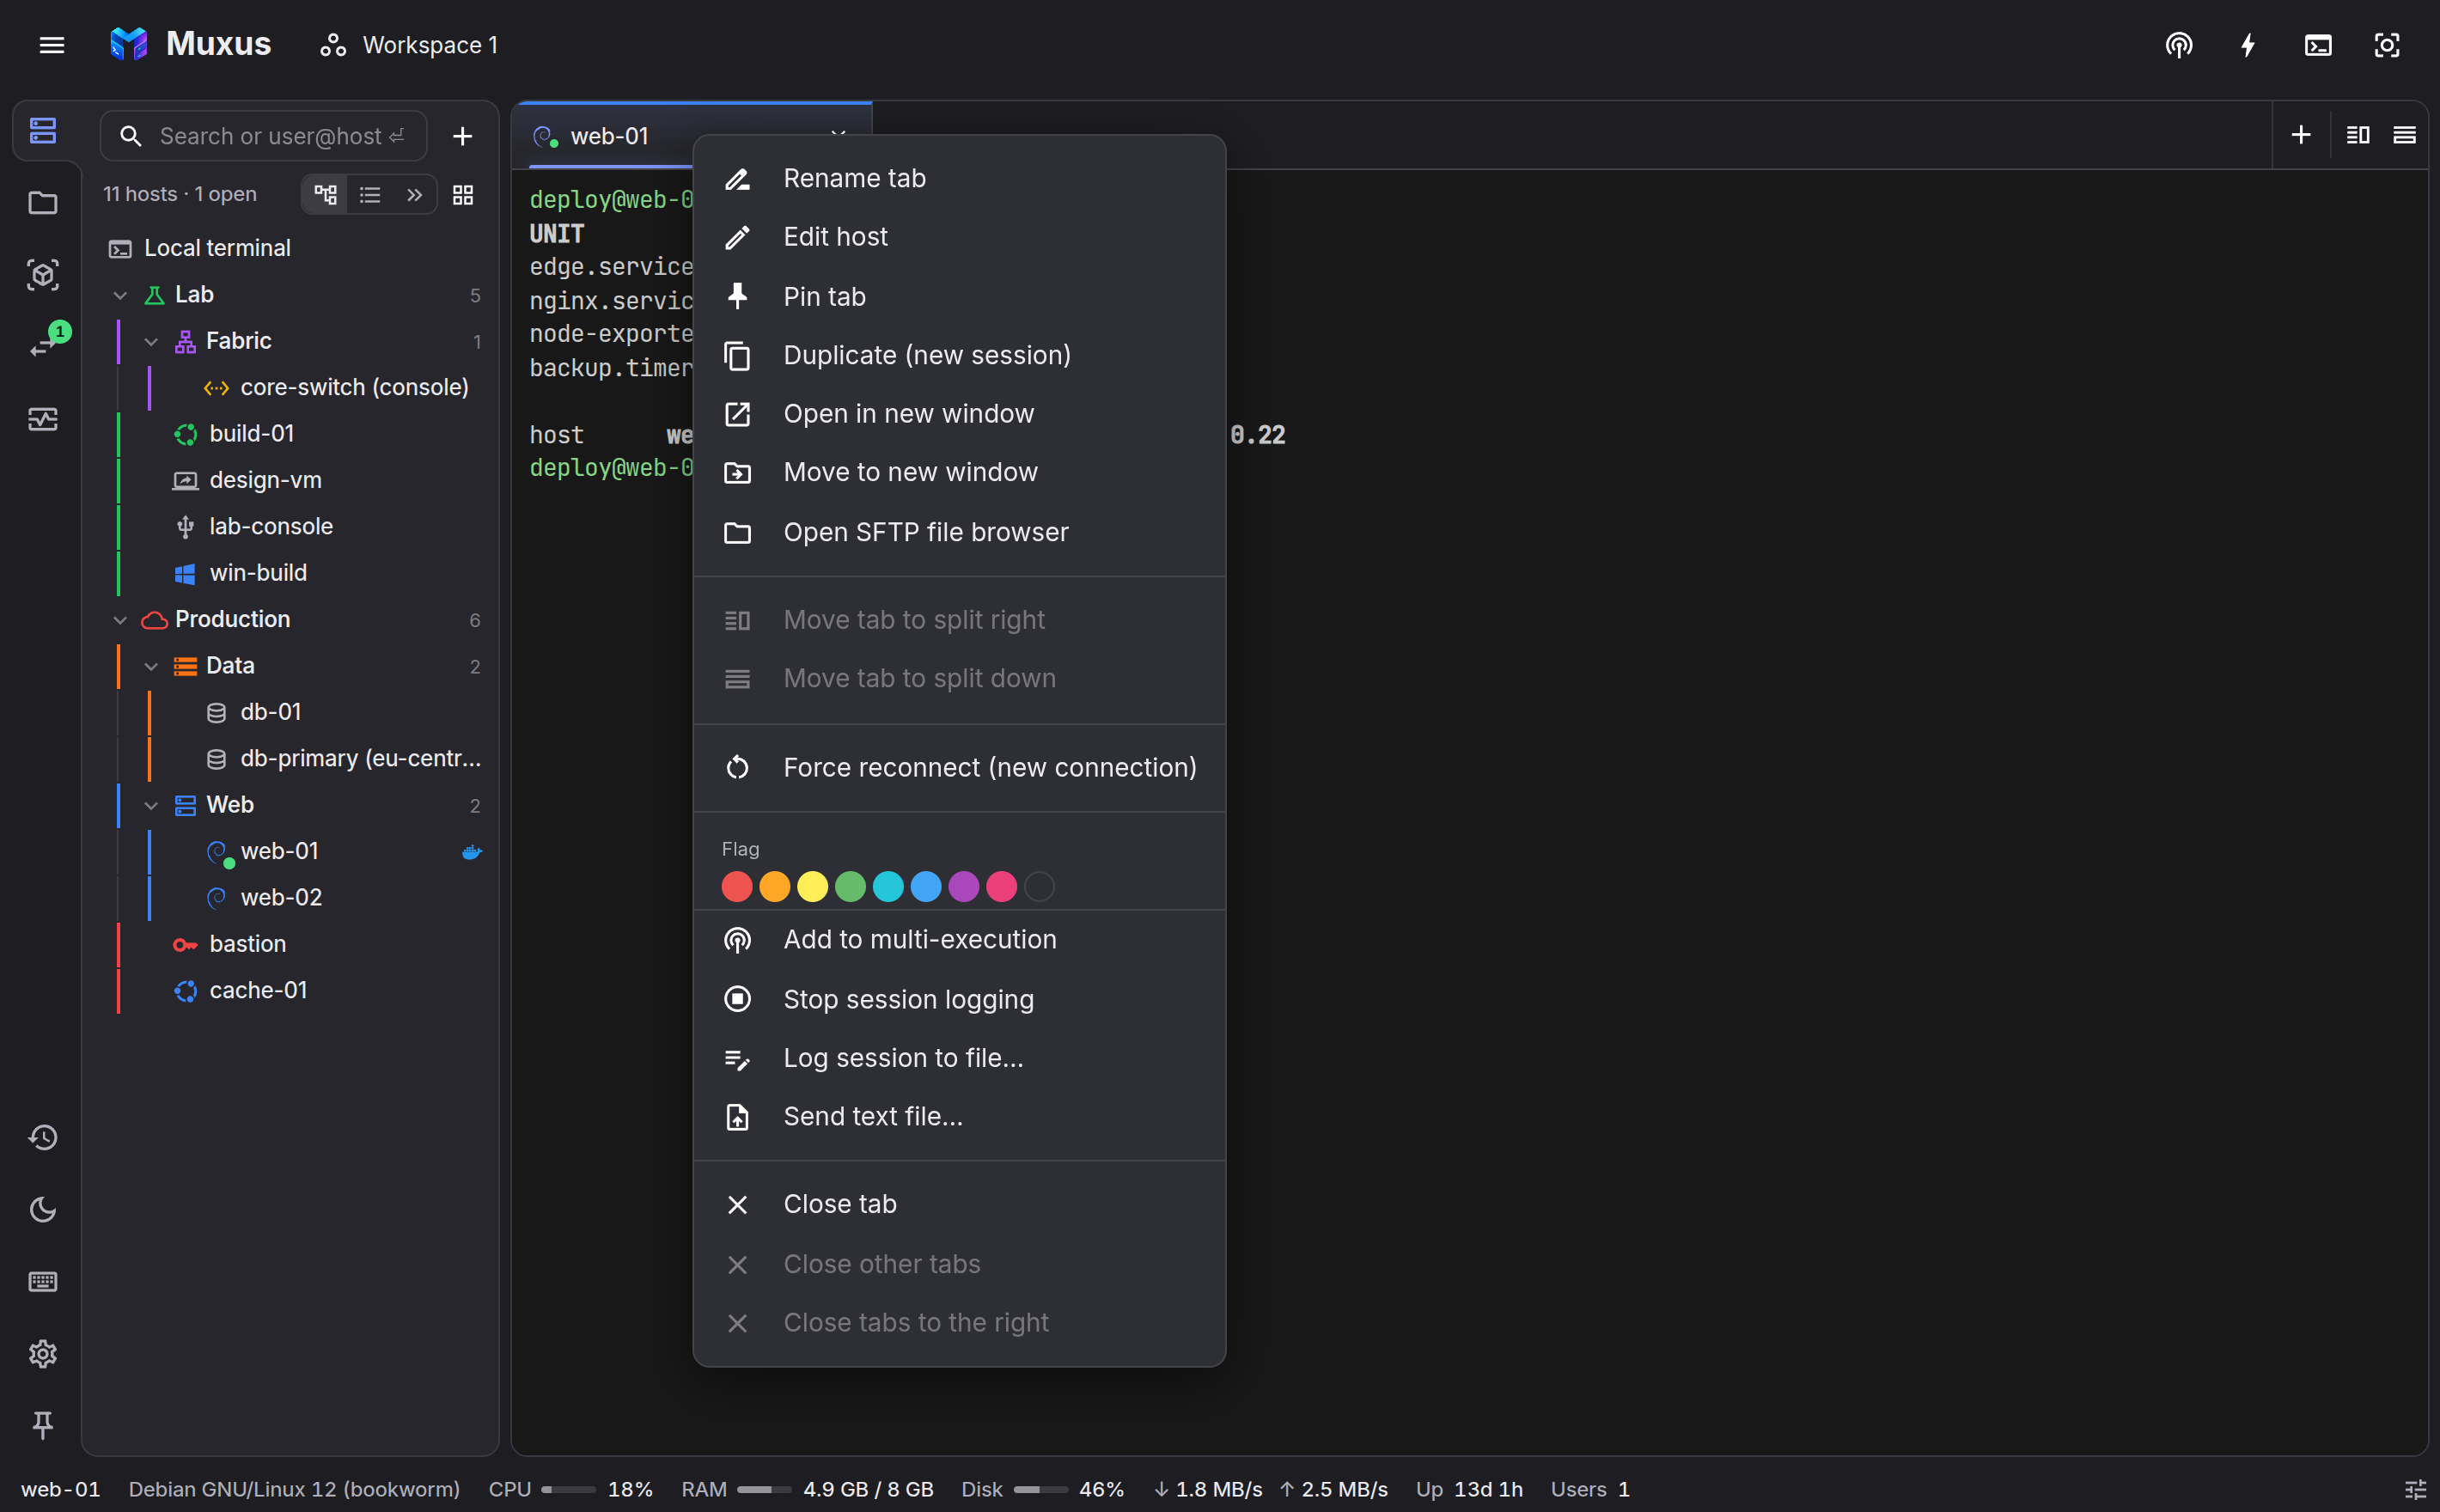 Muxus
Workspace 1
Search or user@host
11 hosts · 1 open
Local terminal
Lab 5
Fabric 1
core-switch (console)
build-01
design-vm
lab-console
win-build
Production 6
Data 2
db-01
db-primary (eu-centr...
Web 2
web-01
web-02
bastion
cache-01
1
web-01
deploy@web-0
UNIT
edge.service
nginx.servic
node-exporte
backup.timer
host we 0.22
deploy@web-0
Rename tab
Edit host
Pin tab
Duplicate (new session)
Open in new window
Move to new window
Open SFTP file browser
Move tab to split right
Move tab to split down
Force reconnect (new connection)
Flag
Add to multi-execution
Stop session logging
Log session to file...
Send text file...
Close tab
Close other tabs
Close tabs to the right
web-01 Debian GNU/Linux 12 (bookworm) CPU 18% RAM 4.9 GB / 8 GB Disk 46% ↓ 1.8 MB/s ↑ 2.5 MB/s Up 13d 1h Users 1